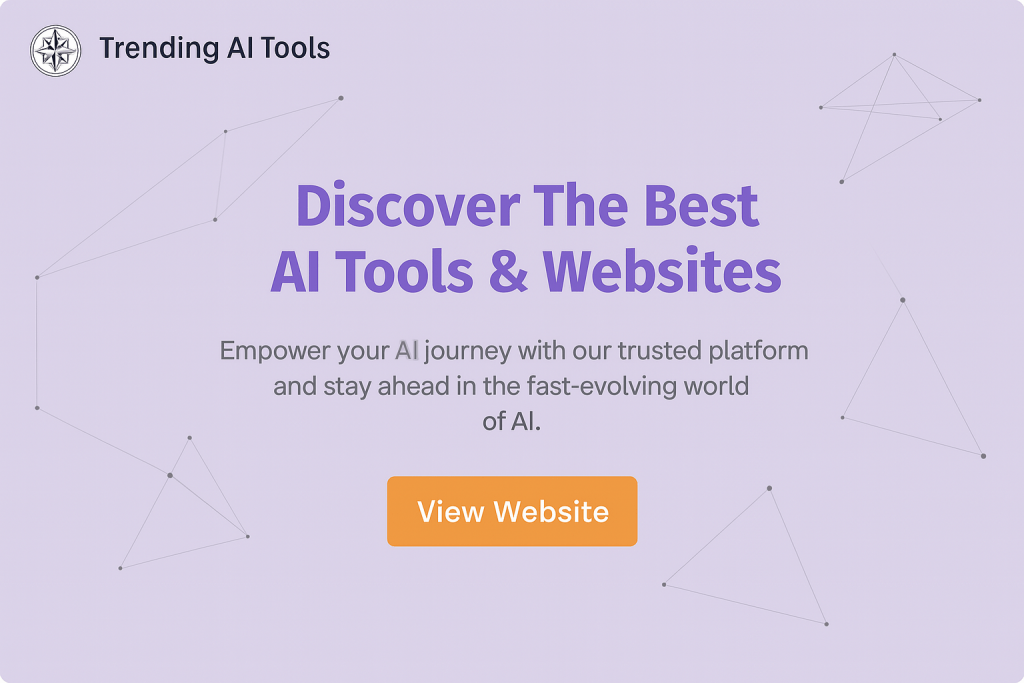 Trending AI Tools
Discover The Best
AI Tools & Websites
Empower your AI journey with our trusted platform
and stay ahead in the fast-evolving world
of AI.
View Website